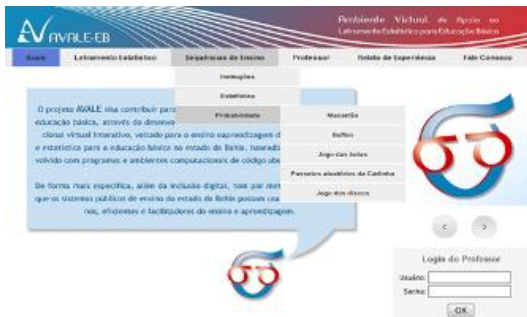 AVALE-EB
Ambiente Virtual de Apoio ao
Letramento Estatístico para Educação Básica
Avale
Letramento Estatístico
Sequências de Ensino
Professor
Relato de Experiência
Fale Conosco
Instruções
Estatística
Probabilidade
Macarrão
Buffon
Jogo das bolas
Passeios aleatórios da Carlinha
Jogo dos discos
O projeto AVALE visa contribuir para
educação básica, através do desenvo
cional virtual interativo, voltado para o ensino e aprendizagem d
e estatística para a educação básica no estado da Bahia, baseado
volvido com programas e ambientes computacionais de código abe
De forma mais específica, além da inclusão digital, tem por met
que os sistemas públicos de ensino do estado da Bahia possam usa
nos, eficientes e facilitadores do ensino e aprendizagem.
Login do Professor
Usuário:
Senha:
OK